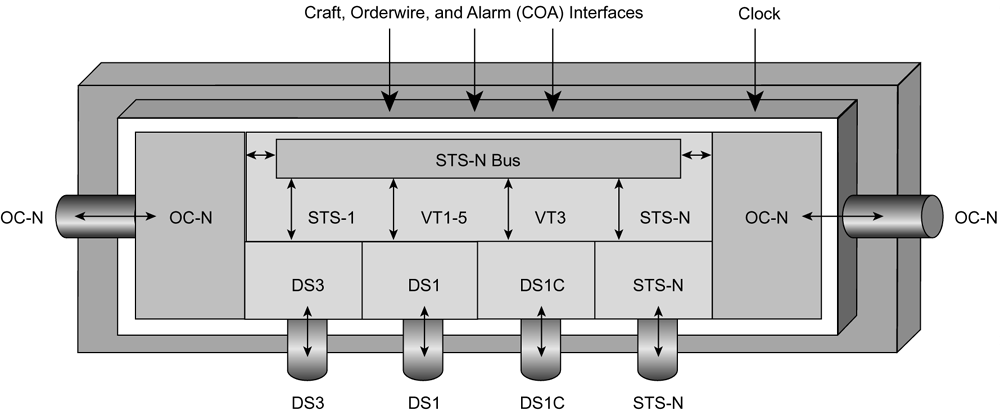 Craft, Orderwire, and Alarm (COA) Interfaces Clock
STS-N Bus
OC-N OC-N STS-1 VT1-5 VT3 STS-N OC-N OC-N
DS3 DS1 DS1C STS-N
DS3 DS1 DS1C STS-N